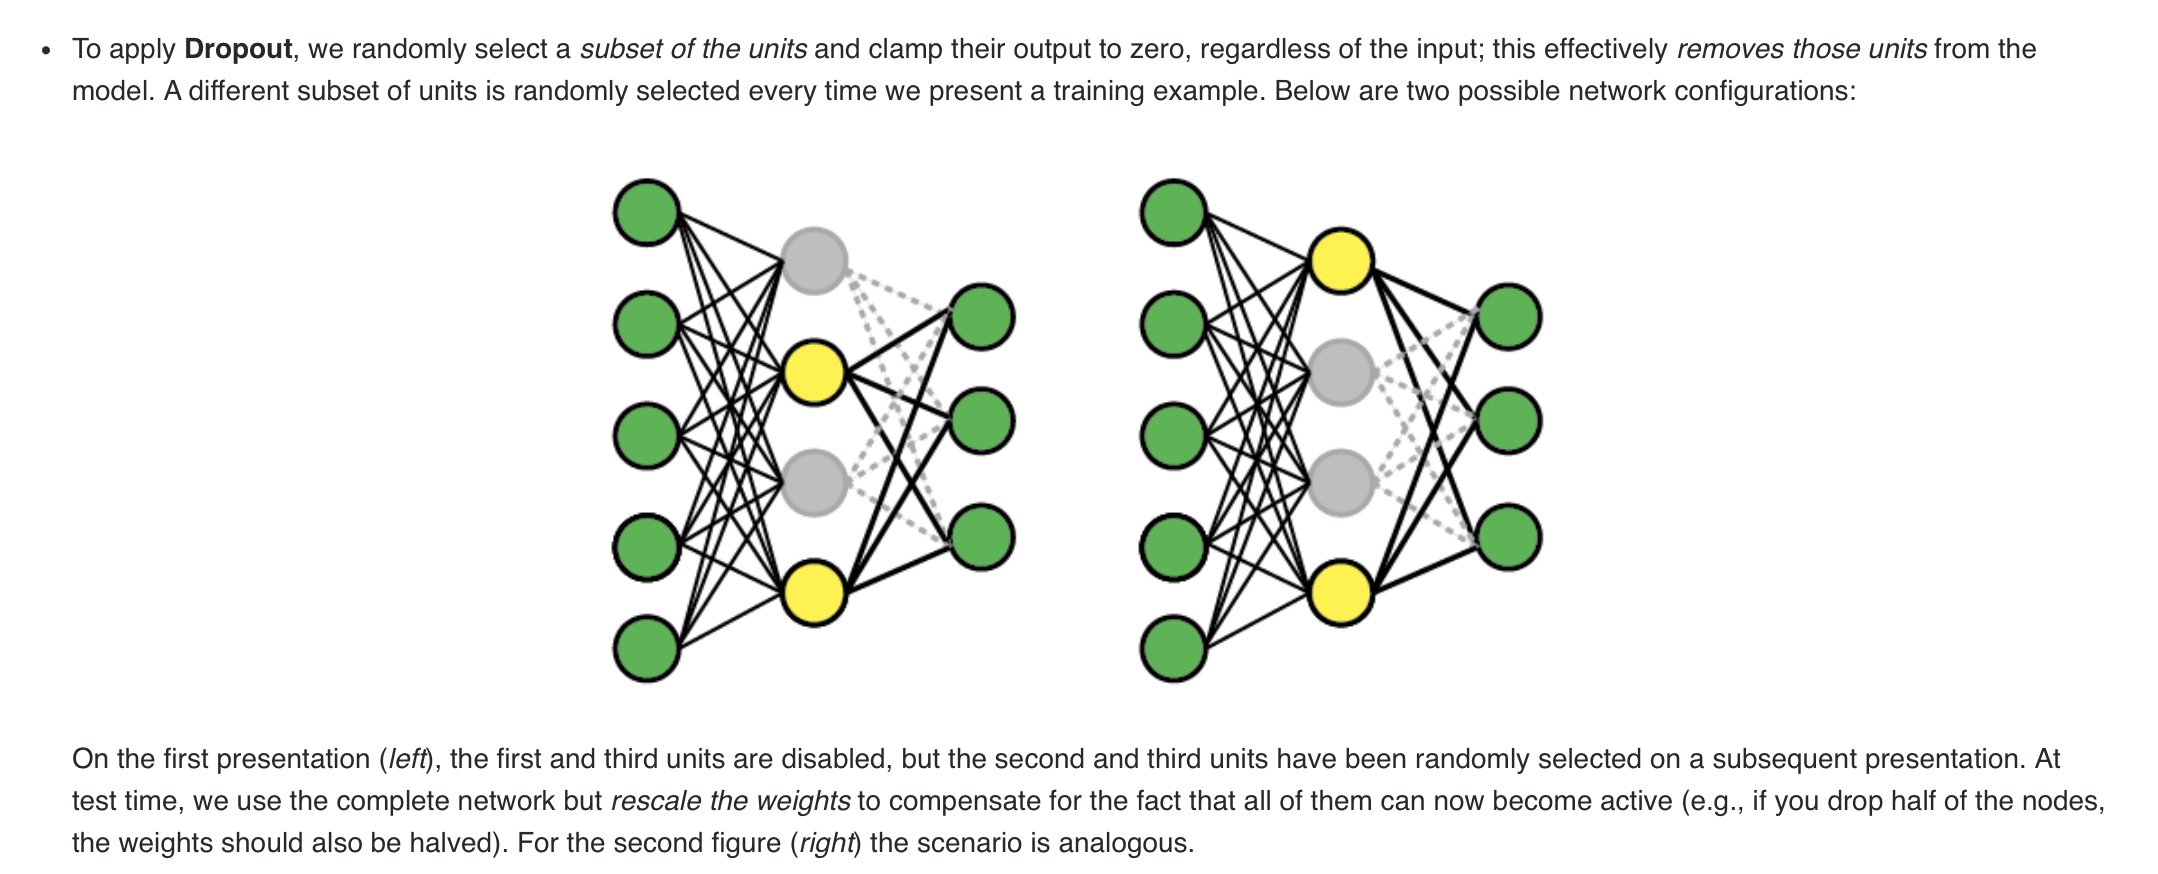 • To apply Dropout, we randomly select a subset of the units and clamp their output to zero, regardless of the input; this effectively removes those units from the
model. A different subset of units is randomly selected every time we present a training example. Below are two possible network configurations:
On the first presentation (left), the first and third units are disabled, but the second and third units have been randomly selected on a subsequent presentation. At
test time, we use the complete network but rescale the weights to compensate for the fact that all of them can now become active (e.g., if you drop half of the nodes,
the weights should also be halved). For the second figure (right) the scenario is analogous.